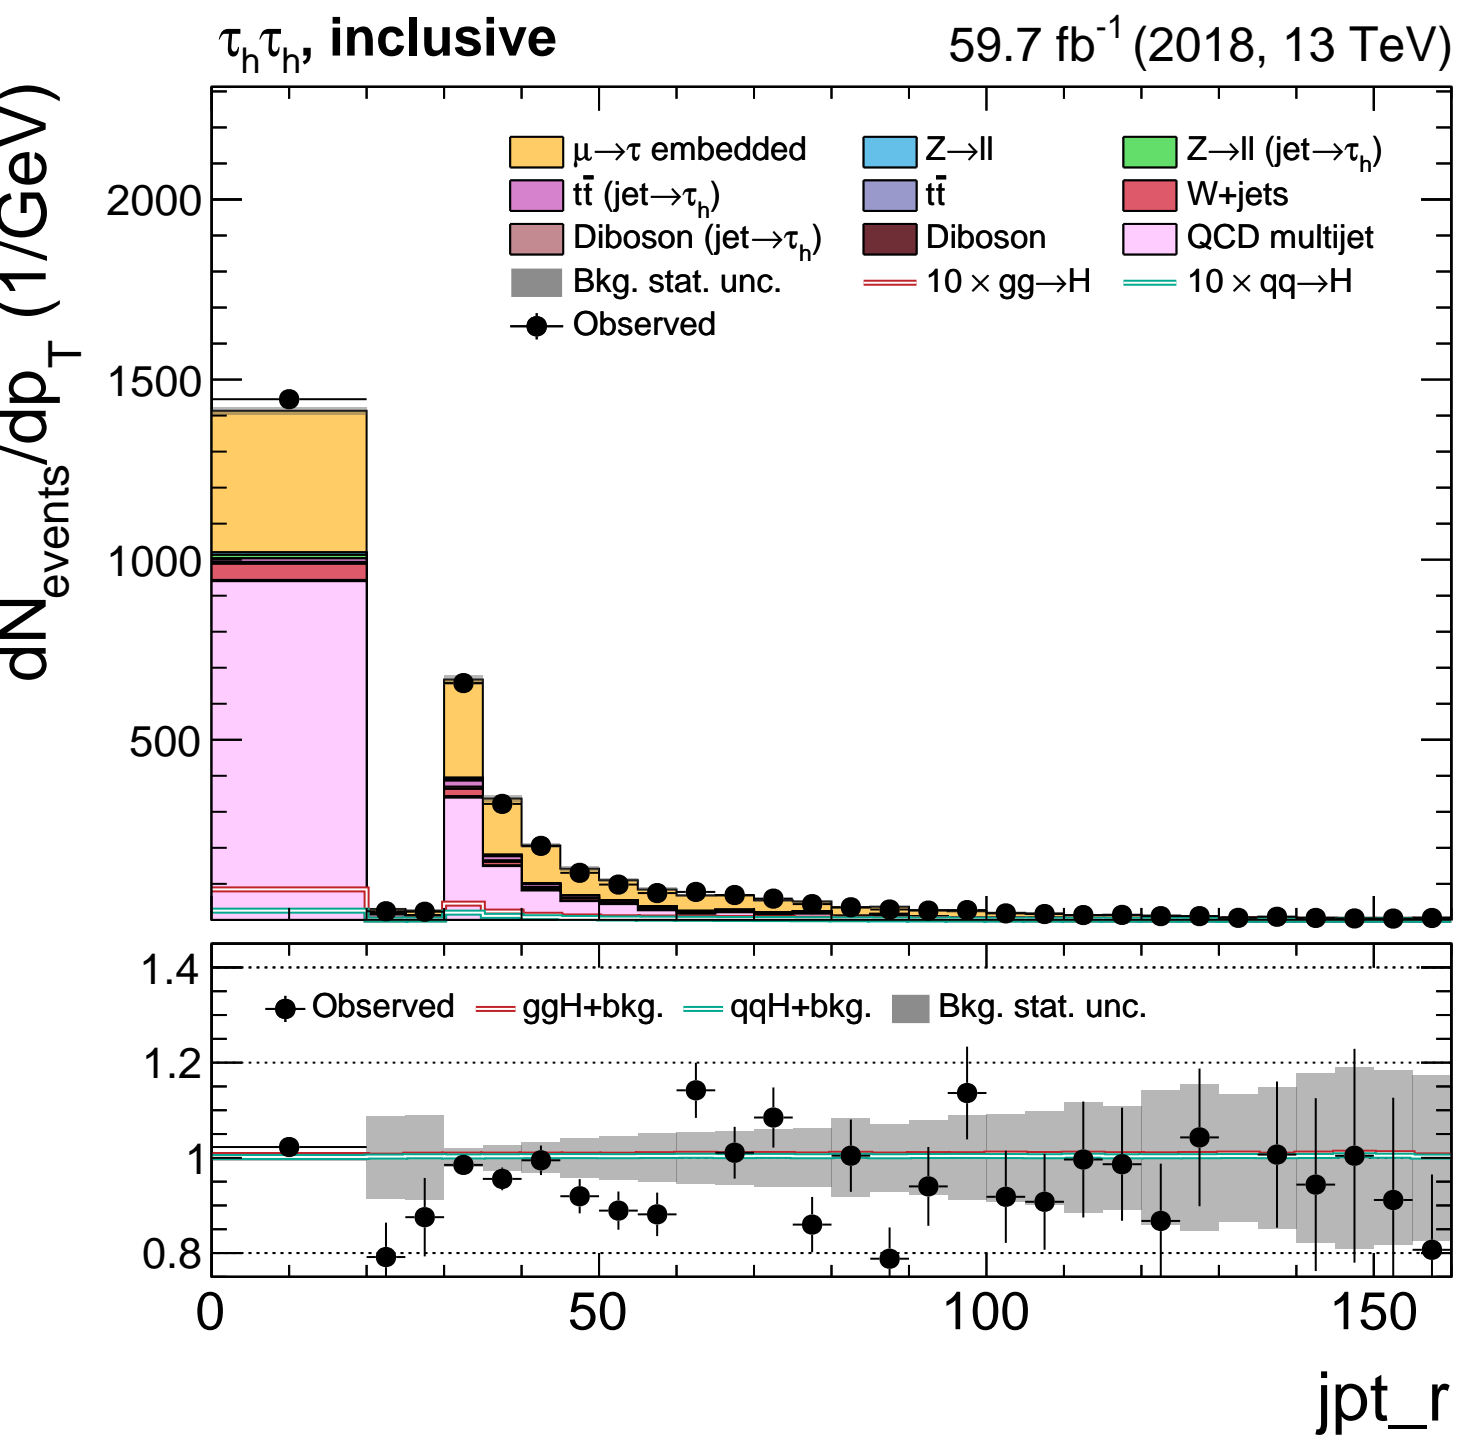 τhτh, inclusive
59.7 fb-1 (2018, 13 TeV)
dNevents/dpT (1/GeV)
2000
1500
1000
500
μ→τ embedded
Z→ll
Z→ll (jet→τh)
tt̄ (jet→τh)
tt̄
W+jets
Diboson (jet→τh)
Diboson
QCD multijet
Bkg. stat. unc.
10 × gg→H
10 × qq→H
Observed
1.4
1.2
1
0.8
Observed
ggH+bkg.
qqH+bkg.
Bkg. stat. unc.
0
50
100
150
jpt_r